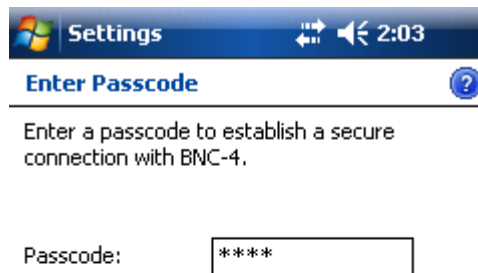 Settings 2:03
Enter Passcode ?
Enter a passcode to establish a secure
connection with BNC-4.
Passcode: ****